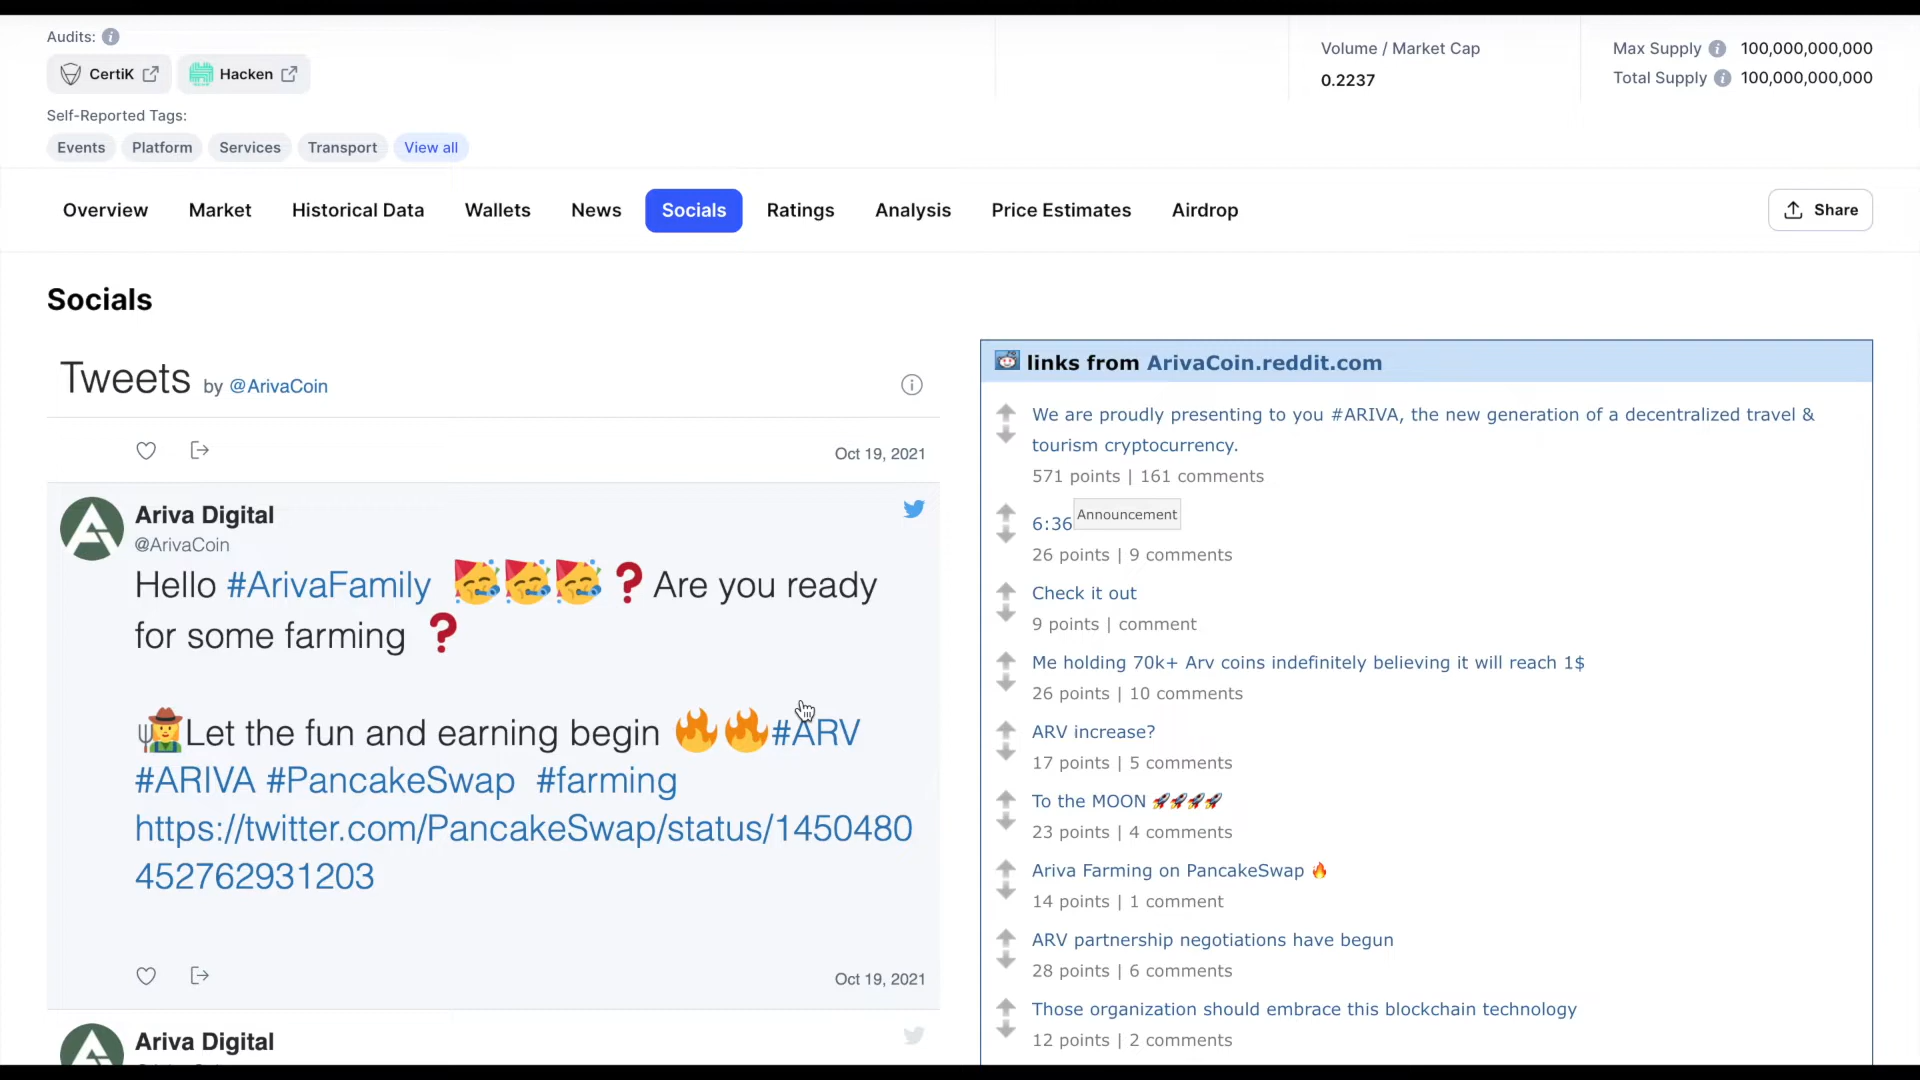 Audits:
CertiK
Hacken
Self-Reported Tags:
Events Platform Services Transport View all
Volume / Market Cap
0.2237
Max Supply 100,000,000,000
Total Supply 100,000,000,000
Overview Market Historical Data Wallets News Socials Ratings Analysis Price Estimates Airdrop
Share
Socials
Tweets by @ArivaCoin
Oct 19, 2021
Ariva Digital
@ArivaCoin
Hello #ArivaFamily 🥳🥳🥳❓Are you ready
for some farming ❓
👩‍🌾Let the fun and earning begin 🔥🔥#ARV
#ARIVA #PancakeSwap #farming
https://twitter.com/PancakeSwap/status/1450480
452762931203
Oct 19, 2021
Ariva Digital
links from ArivaCoin.reddit.com
We are proudly presenting to you #ARIVA, the new generation of a decentralized travel &
tourism cryptocurrency.
571 points | 161 comments
6:36 Announcement
26 points | 9 comments
Check it out
9 points | comment
Me holding 70k+ Arv coins indefinitely believing it will reach 1$
26 points | 10 comments
ARV increase?
17 points | 5 comments
To the MOON 🚀🚀🚀🚀
23 points | 4 comments
Ariva Farming on PancakeSwap 🔥
14 points | 1 comment
ARV partnership negotiations have begun
28 points | 6 comments
Those organization should embrace this blockchain technology
12 points | 2 comments